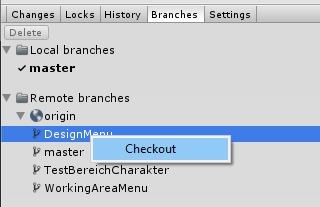 Changes Locks History Branches Settings
Delete
Local branches
master
Remote branches
origin
DesignMenu
Checkout
master
TestBereichCharakter
WorkingAreaMenu